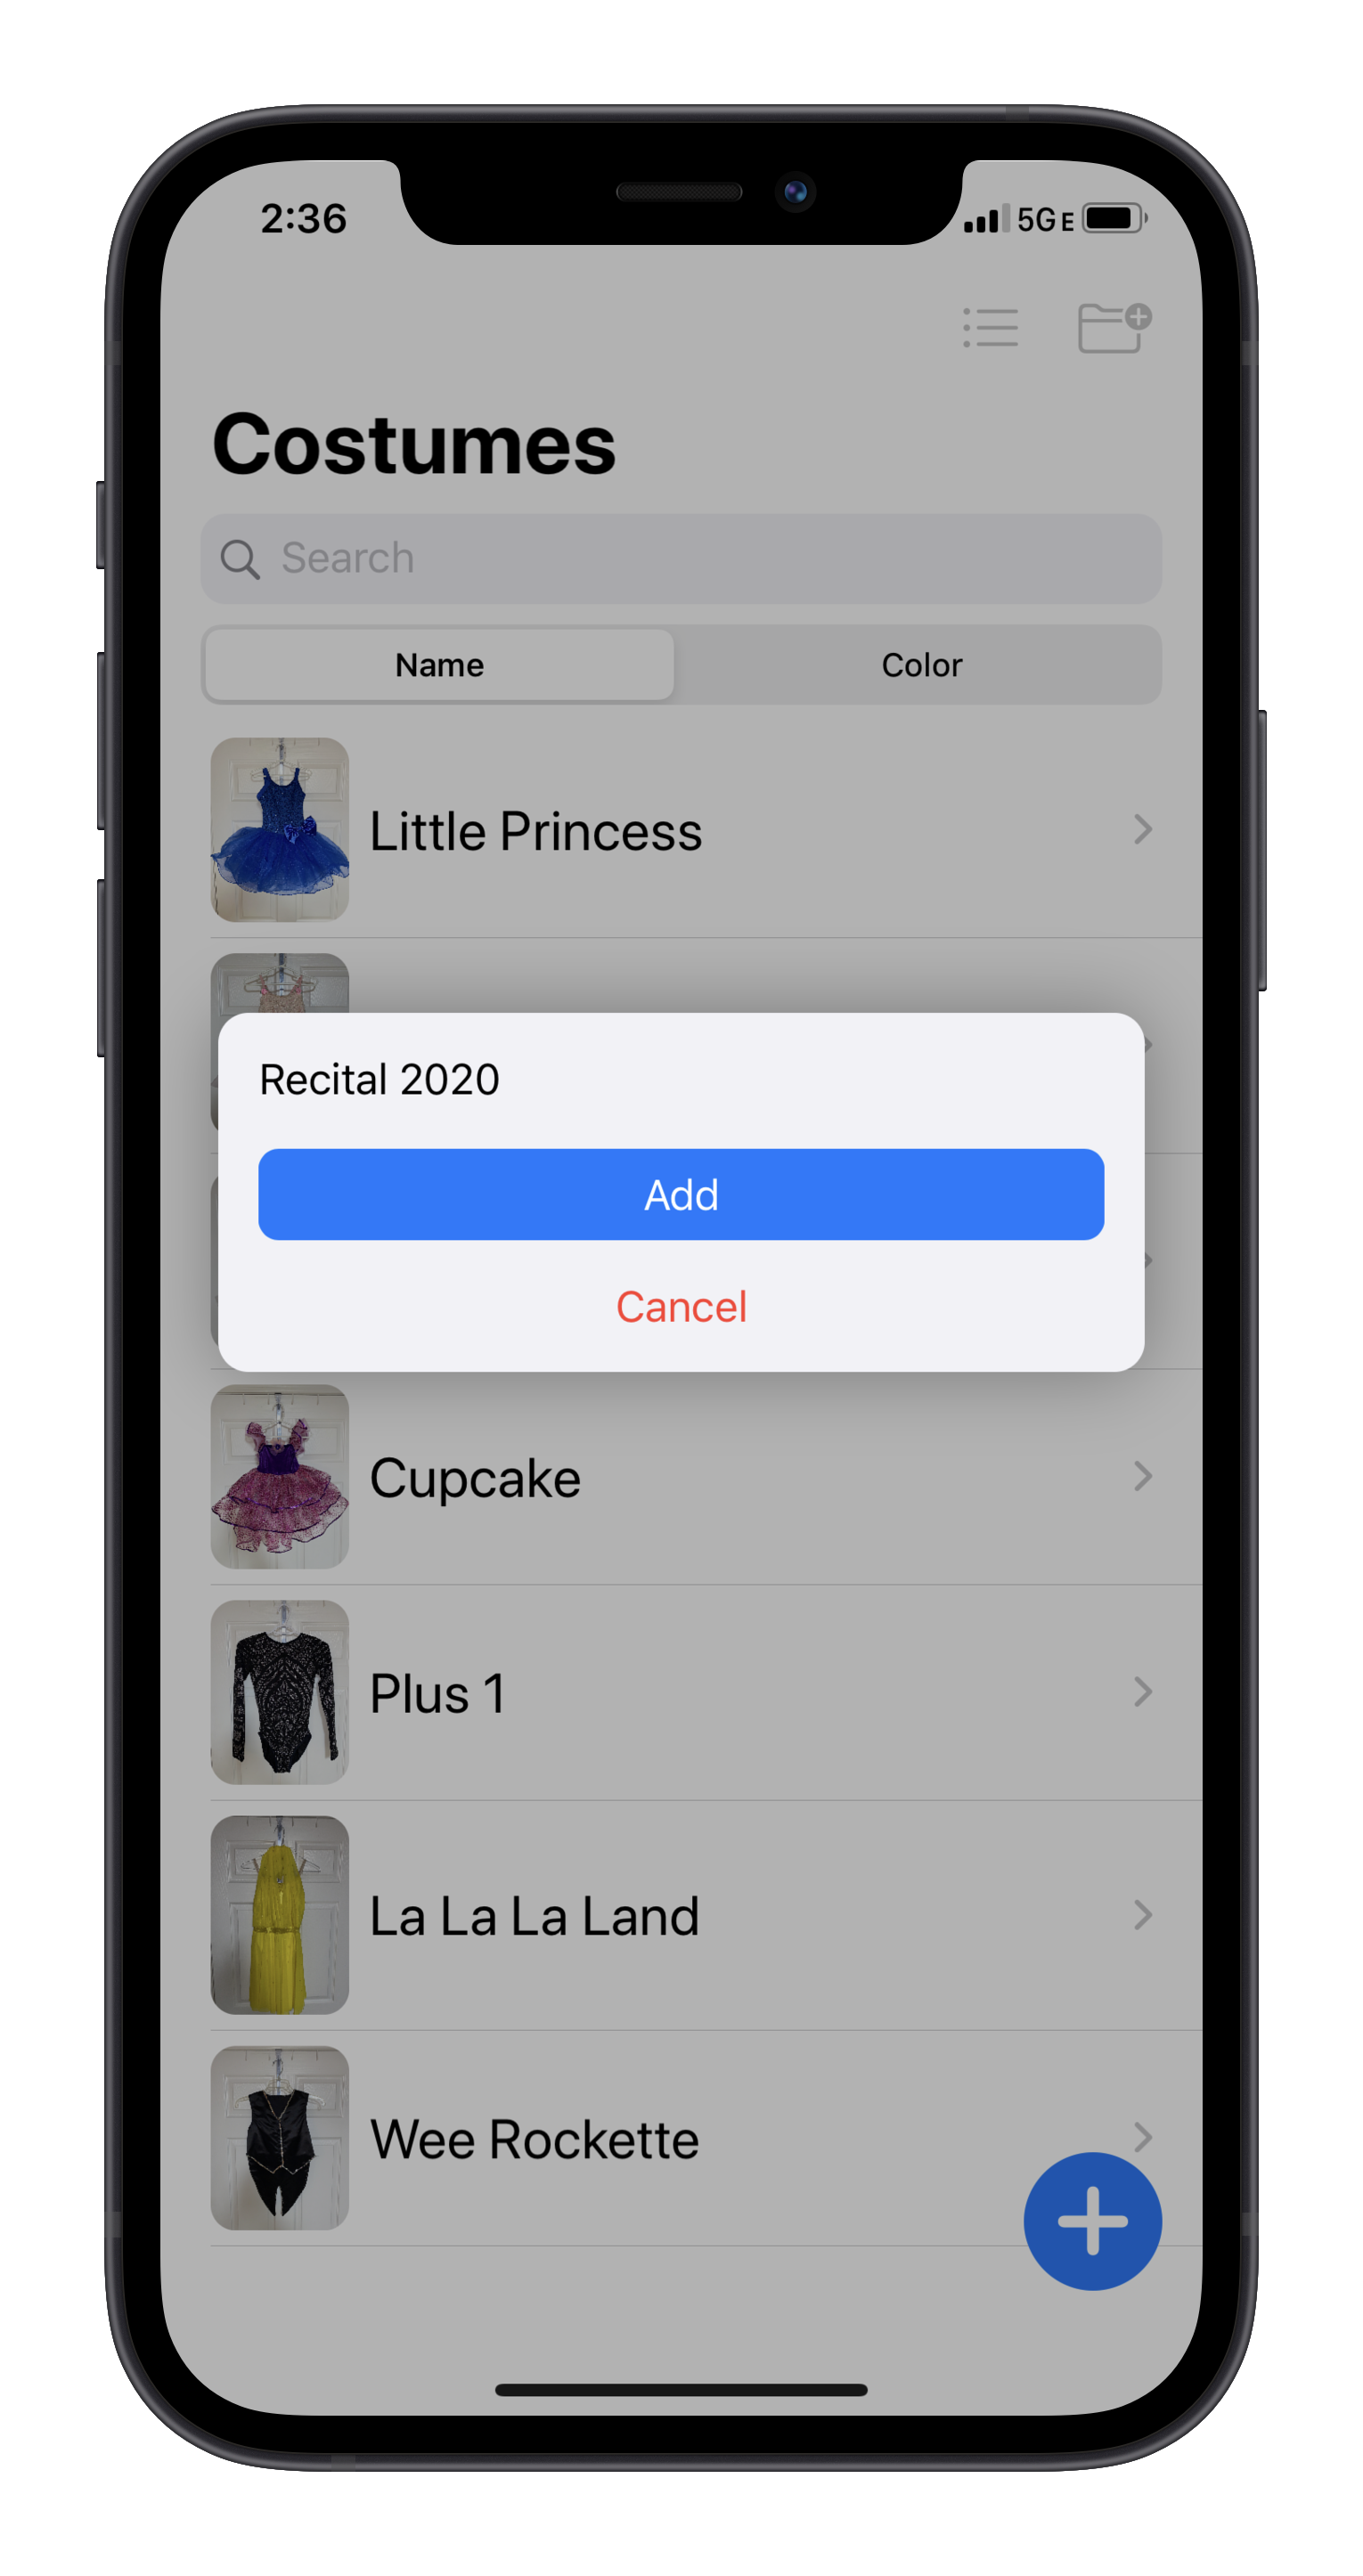 2:36
5G E
Costumes
Search
Name
Color
Little Princess
Recital 2020
Add
Cancel
Cupcake
Plus 1
La La La Land
Wee Rockette